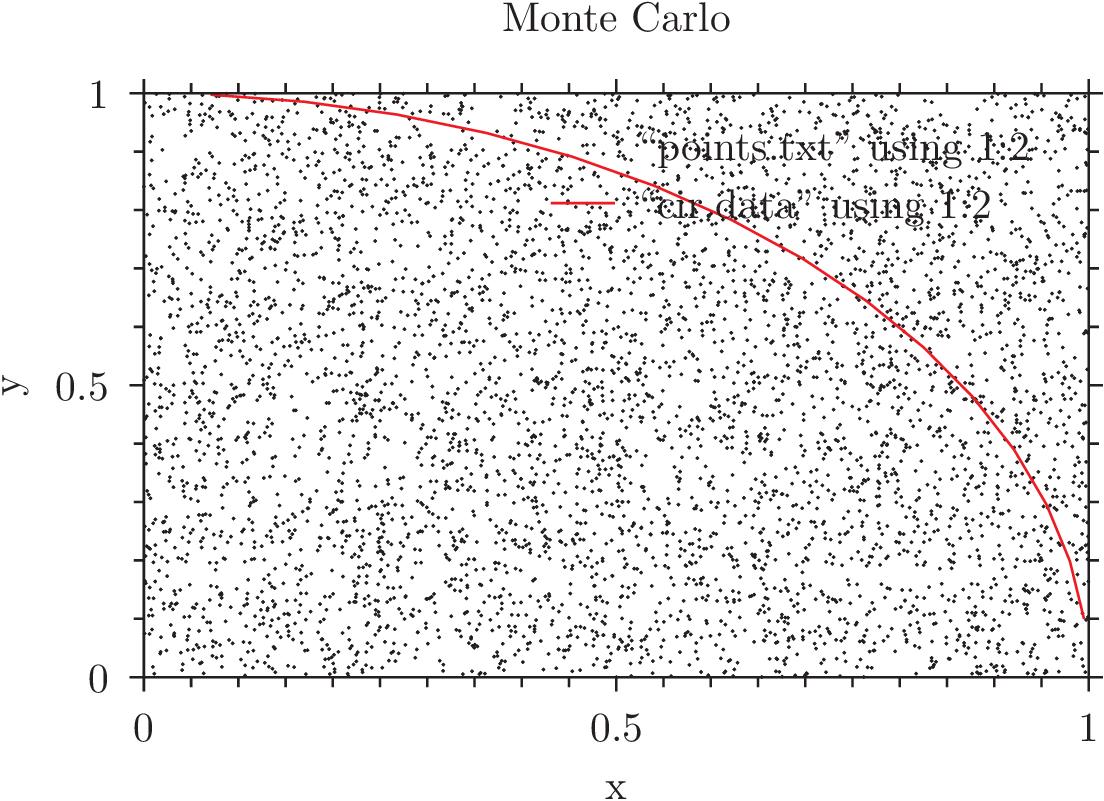 Monte Carlo
1
“points.txt” using 1:2
“cir.data” using 1:2
0.5
y
0
0 0.5 1
x